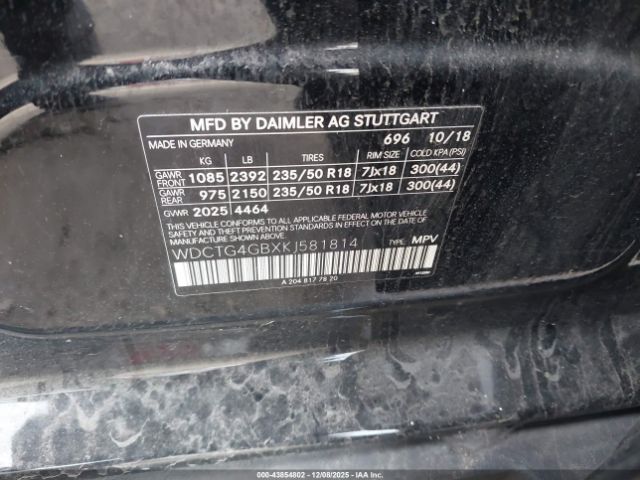 MFD BY DAIMLER AG STUTTGART
MADE IN GERMANY 696 10/18
KG LB TIRES RIM SIZE COLD KPA (PSI)
GAWR FRONT 1085 2392 235/50 R18 7Jx18 300(44)
GAWR REAR 975 2150 235/50 R18 7Jx18 300(44)
GVWR 2025 4464
THIS VEHICLE CONFORMS TO ALL APPLICABLE FEDERAL MOTOR VEHICLE
SAFETY AND THEFT PREVENTION STANDARDS IN EFFECT ON THE DATE
OF MANUFACTURE SHOWN ABOVE.
WDCTG4GBXKJ581814 TYPE: MPV
A 204 817 78 20
000-43854802 12/08/2025 Copyright IAA, LLC